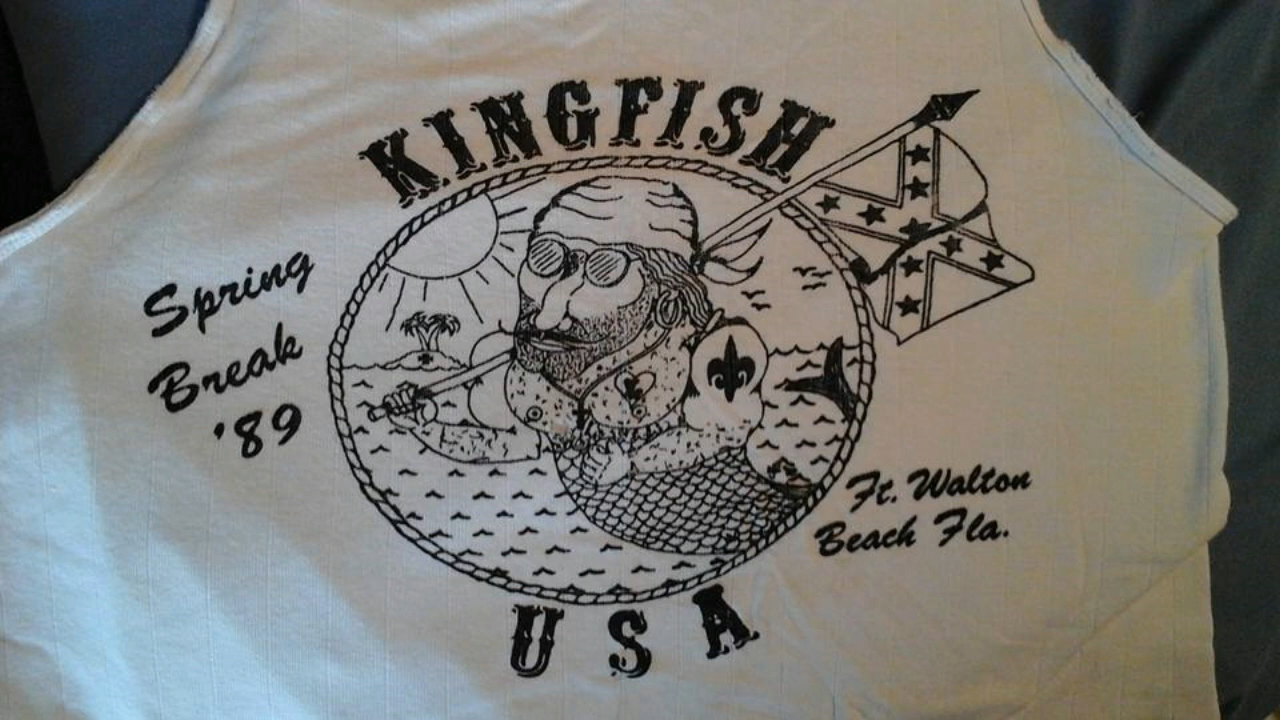 KINGFISH
Spring
Break
'89
Ft. Walton
Beach Fla.
USA